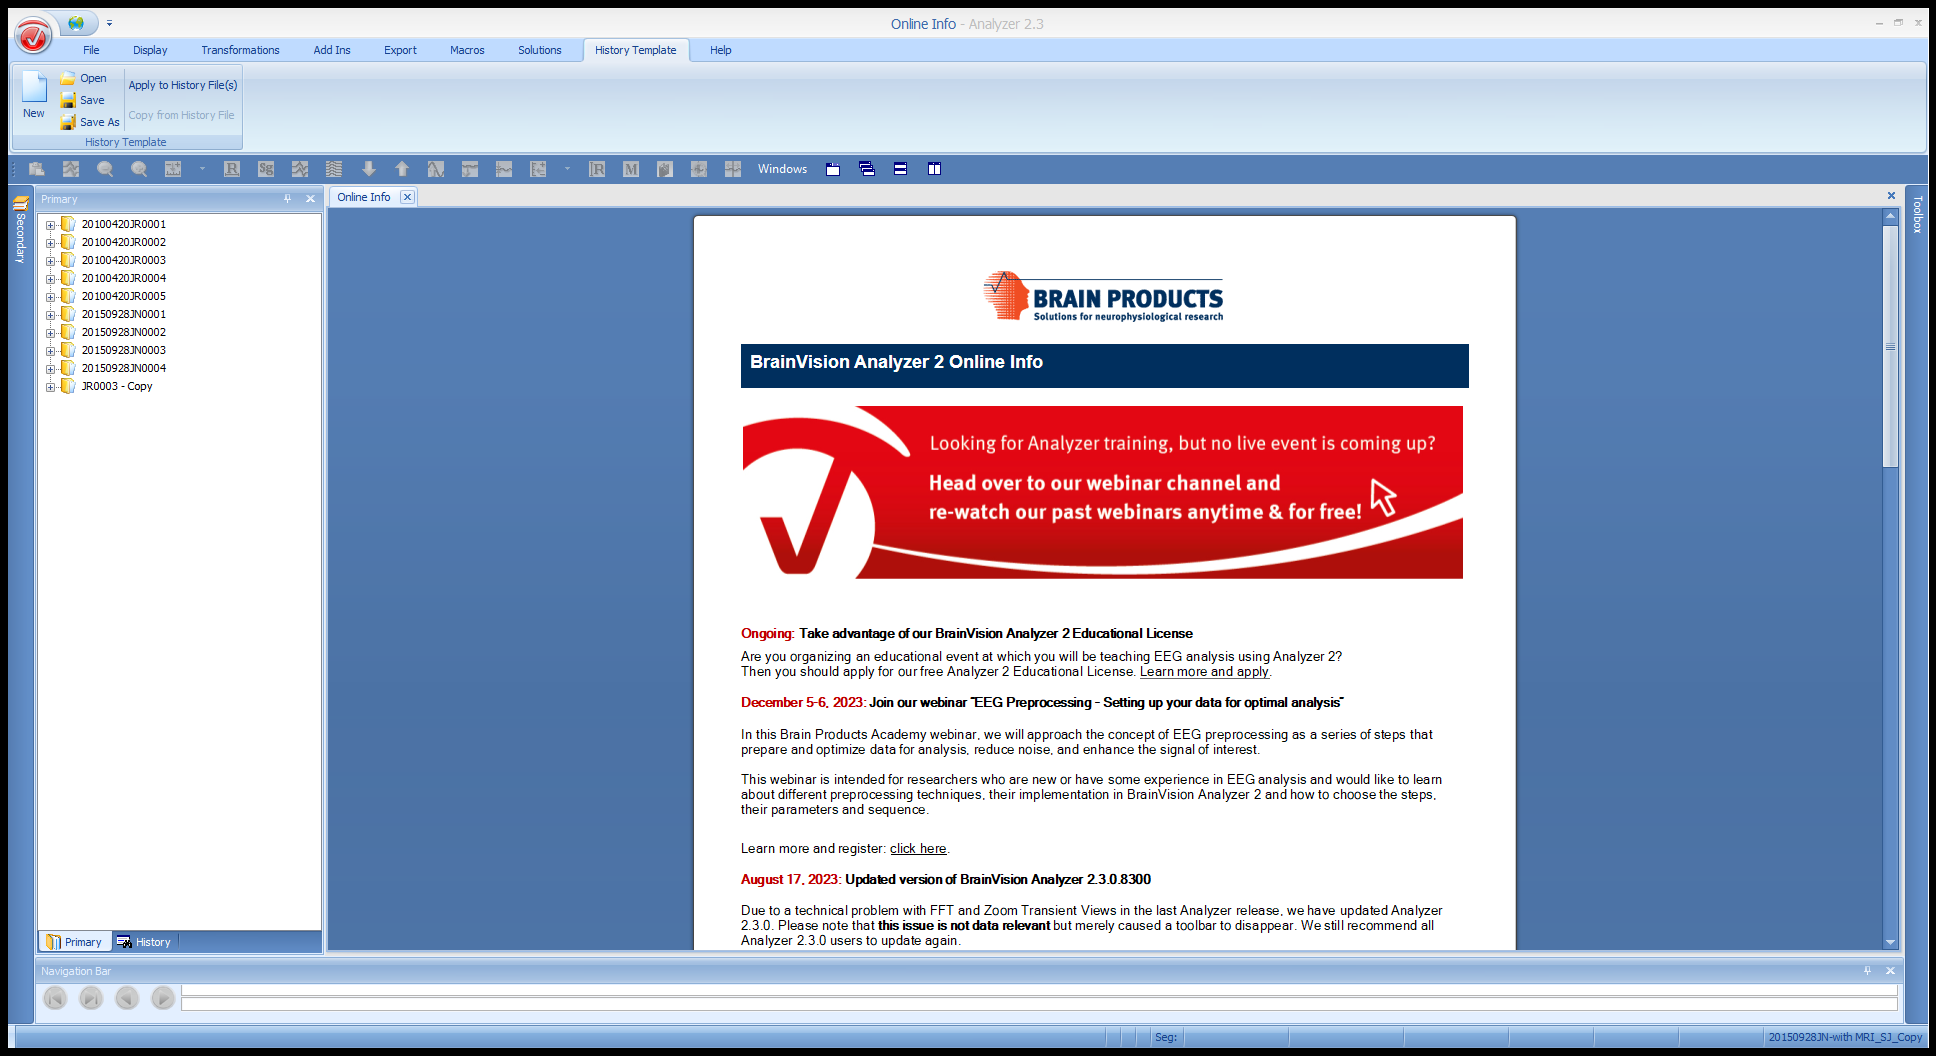 Online Info - Analyzer 2.3
File Display Transformations Add Ins Export Macros Solutions History Template Help
New
Open
Save
Save As
Apply to History File(s)
Copy from History File
History Template
R Sg R M Windows
Secondary
Primary
20100420JR0001
20100420JR0002
20100420JR0003
20100420JR0004
20100420JR0005
20150928JN0001
20150928JN0002
20150928JN0003
20150928JN0004
JR0003 - Copy
Primary History
Online Info
Toolbox
BRAIN PRODUCTS
Solutions for neurophysiological research
BrainVision Analyzer 2 Online Info
Looking for Analyzer training, but no live event is coming up?
Head over to our webinar channel and
re-watch our past webinars anytime & for free!
Ongoing: Take advantage of our BrainVision Analyzer 2 Educational License
Are you organizing an educational event at which you will be teaching EEG analysis using Analyzer 2?
Then you should apply for our free Analyzer 2 Educational License. Learn more and apply.
December 5-6, 2023: Join our webinar “EEG Preprocessing – Setting up your data for optimal analysis”
In this Brain Products Academy webinar, we will approach the concept of EEG preprocessing as a series of steps that
prepare and optimize data for analysis, reduce noise, and enhance the signal of interest.
This webinar is intended for researchers who are new or have some experience in EEG analysis and would like to learn
about different preprocessing techniques, their implementation in BrainVision Analyzer 2 and how to choose the steps,
their parameters and sequence.
Learn more and register: click here.
August 17, 2023: Updated version of BrainVision Analyzer 2.3.0.8300
Due to a technical problem with FFT and Zoom Transient Views in the last Analyzer release, we have updated Analyzer
2.3.0. Please note that this issue is not data relevant but merely caused a toolbar to disappear. We still recommend all
Analyzer 2.3.0 users to update again.
Navigation Bar
Seg:
20150928JN-with MRI_SJ_Copy